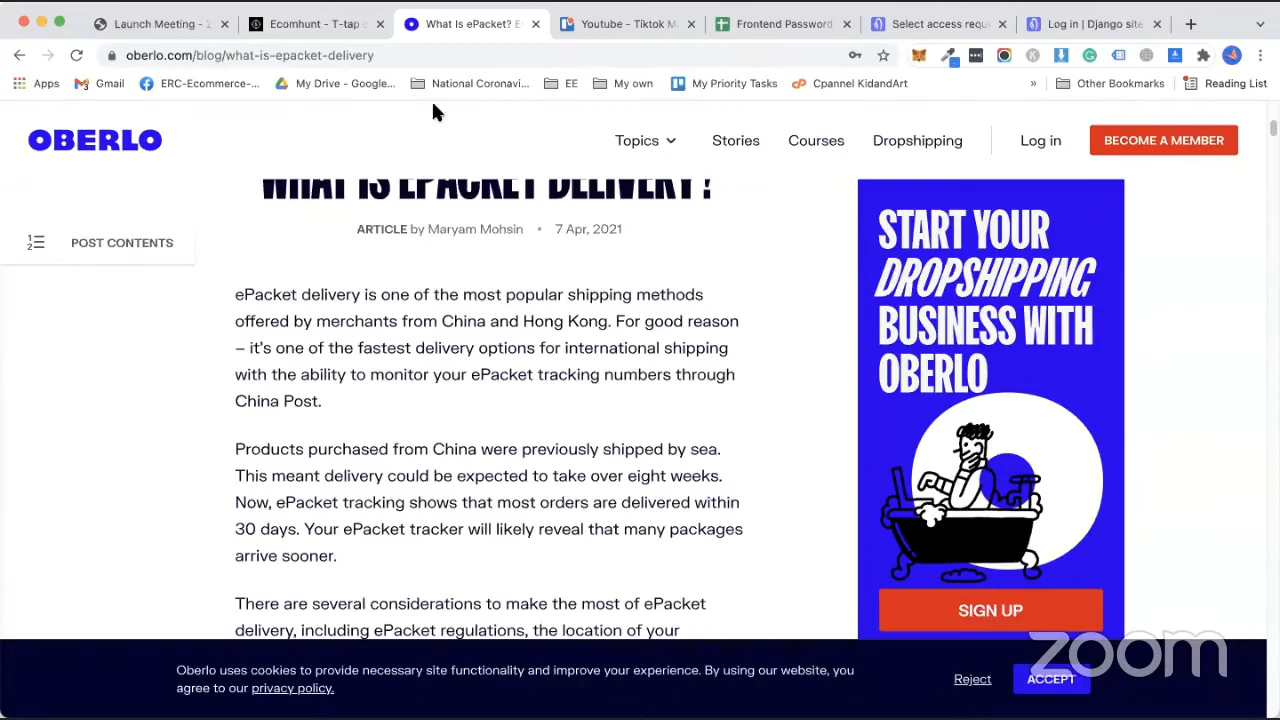 Launch Meeting - Z
Ecomhunt - T-tap c
What Is ePacket? E
Youtube - Tiktok M
Frontend Password
Select access requ
Log in | Django site
oberlo.com/blog/what-is-epacket-delivery
Apps
Gmail
ERC-Ecommerce-...
My Drive - Google...
National Coronavi...
EE
My own
My Priority Tasks
Cpannel KidandArt
»
Other Bookmarks
Reading List
OBERLO
Topics
Stories
Courses
Dropshipping
Log in
BECOME A MEMBER
WHAT IS EPACKET DELIVERY?
ARTICLE by Maryam Mohsin • 7 Apr, 2021
POST CONTENTS
ePacket delivery is one of the most popular shipping methods
offered by merchants from China and Hong Kong. For good reason
– it's one of the fastest delivery options for international shipping
with the ability to monitor your ePacket tracking numbers through
China Post.
Products purchased from China were previously shipped by sea.
This meant delivery could be expected to take over eight weeks.
Now, ePacket tracking shows that most orders are delivered within
30 days. Your ePacket tracker will likely reveal that many packages
arrive sooner.
There are several considerations to make the most of ePacket
delivery, including ePacket regulations, the location of your
START YOUR
DROPSHIPPING
BUSINESS WITH
OBERLO
SIGN UP
Oberlo uses cookies to provide necessary site functionality and improve your experience. By using our website, you
agree to our privacy policy.
Reject
ACCEPT
zoom